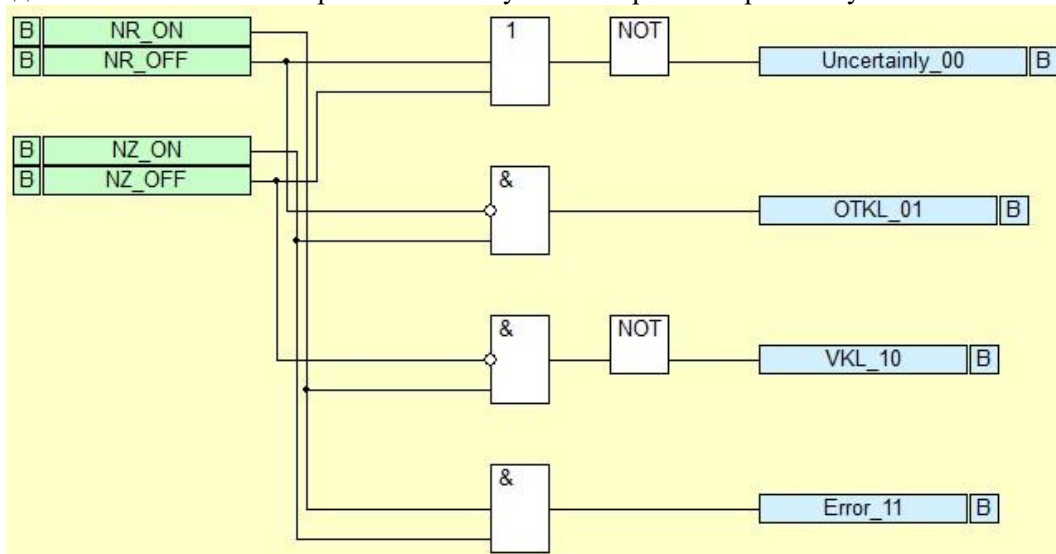 B NR_ON 1 NOT
B NR_OFF Uncertainly_00 B
B NZ_ON
B NZ_OFF &
OTKL_01 B
& NOT
VKL_10 B
&
Error_11 B